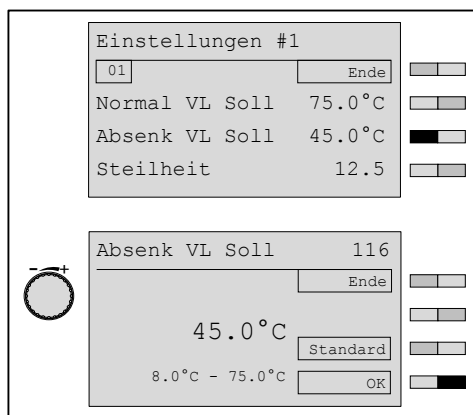 Einstellungen #1
01 Ende
Normal VL Soll 75.0°C
Absenk VL Soll 45.0°C
Steilheit 12.5
Absenk VL Soll 116
Ende
- +
45.0°C
Standard
8.0°C - 75.0°C OK